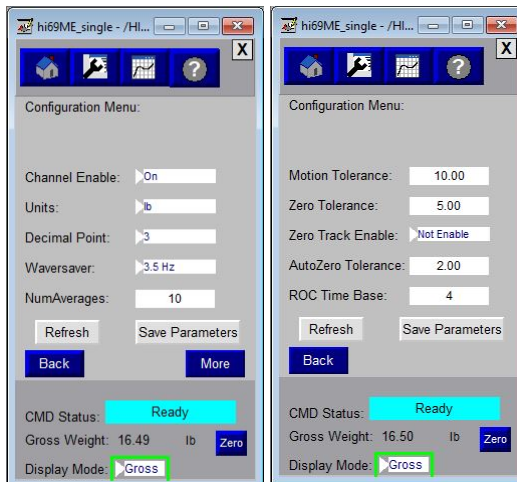 hi69ME_single - /HI...
X
?
Configuration Menu:
Channel Enable: On
Units: lb
Decimal Point: 3
Waversaver: 3.5 Hz
NumAverages: 10
Refresh Save Parameters
Back More
CMD Status: Ready
Gross Weight: 16.49 lb Zero
Display Mode: Gross
hi69ME_single - /HI...
X
?
Configuration Menu:
Motion Tolerance: 10.00
Zero Tolerance: 5.00
Zero Track Enable: Not Enable
AutoZero Tolerance: 2.00
ROC Time Base: 4
Refresh Save Parameters
Back
CMD Status: Ready
Gross Weight: 16.50 lb Zero
Display Mode: Gross